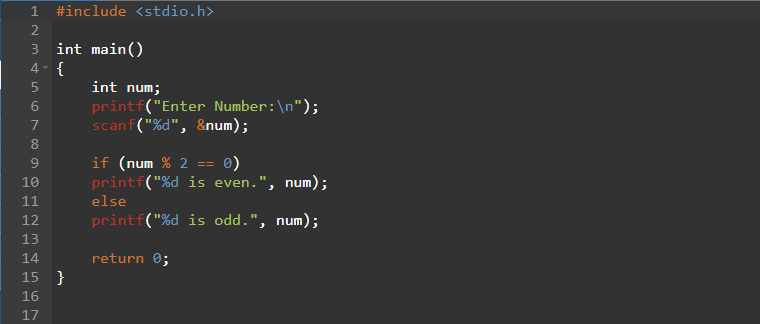 1 #include <stdio.h>
2
3 int main()
4 {
5     int num;
6     printf("Enter Number:\n");
7     scanf("%d", &num);
8
9     if (num % 2 == 0)
10     printf("%d is even.", num);
11     else
12     printf("%d is odd.", num);
13
14     return 0;
15 }
16
17